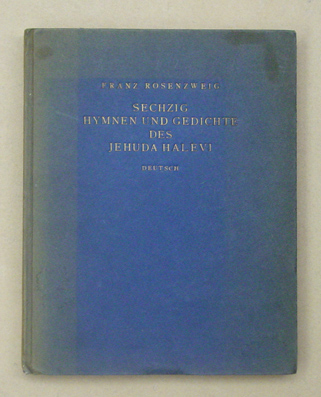 FRANZ ROSENZWEIG
SECHZIG
HYMNEN UND GEDICHTE
DES
JEHUDA HALEVI
DEUTSCH